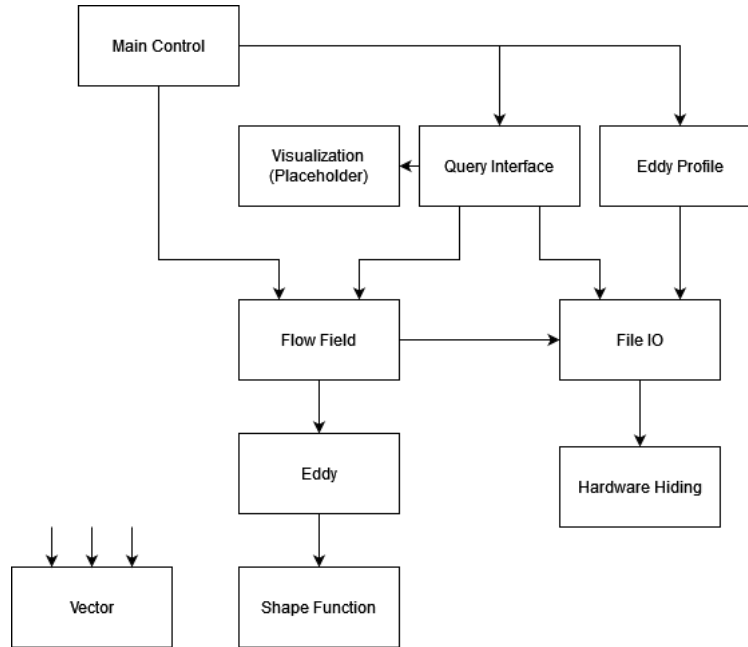 Main Control
Visualization
(Placeholder)
Query Interface
Eddy Profile
Flow Field
File IO
Eddy
Hardware Hiding
Vector
Shape Function